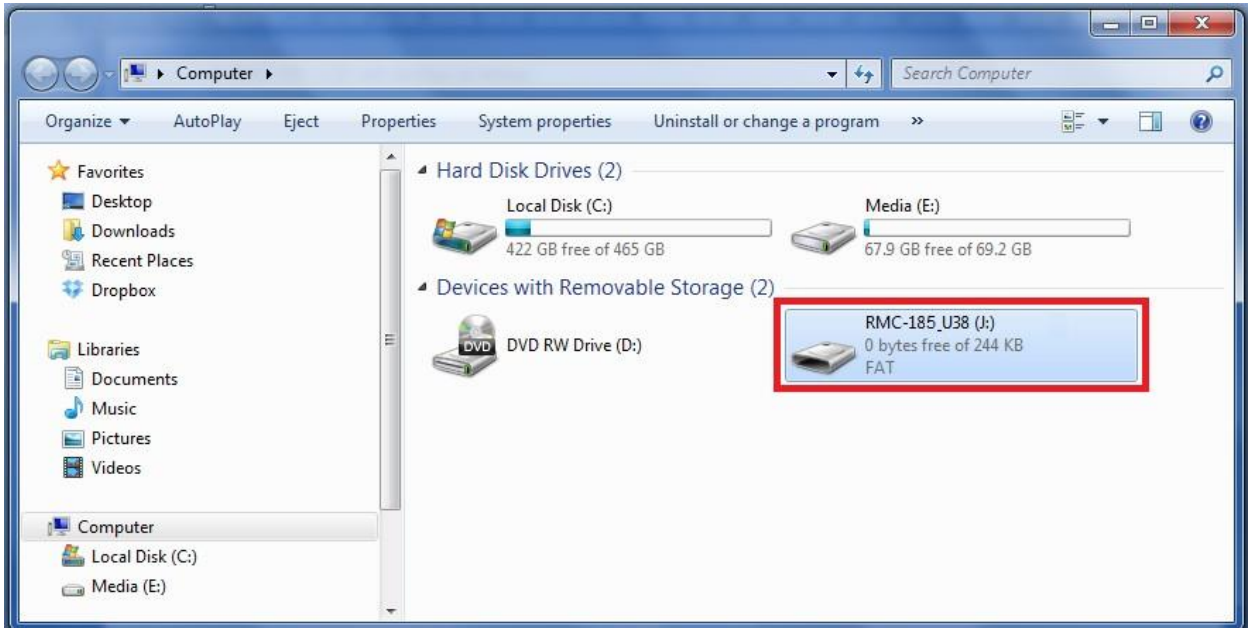 Computer
Search Computer
Organize AutoPlay Eject Properties System properties Uninstall or change a program »
Favorites
Desktop
Downloads
Recent Places
Dropbox
Libraries
Documents
Music
Pictures
Videos
Computer
Local Disk (C:)
Media (E:)
Hard Disk Drives (2)
Local Disk (C:)
422 GB free of 465 GB
Media (E:)
67.9 GB free of 69.2 GB
Devices with Removable Storage (2)
DVD
DVD RW Drive (D:)
RMC-185_U38 (J:)
0 bytes free of 244 KB
FAT